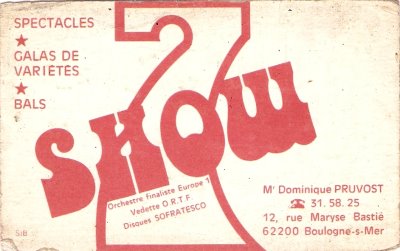 SPECTACLES
★
GALAS DE
VARIÉTÉS
★
BALS
7
SHOW
Orchestre Finaliste Europe 1
Vedette O.R.T.F.
Disques SOFRATESCO
Mr Dominique PRUVOST
☎ 31.58.25
12, rue Maryse Bastié
62200 Boulogne-s-Mer
SIB